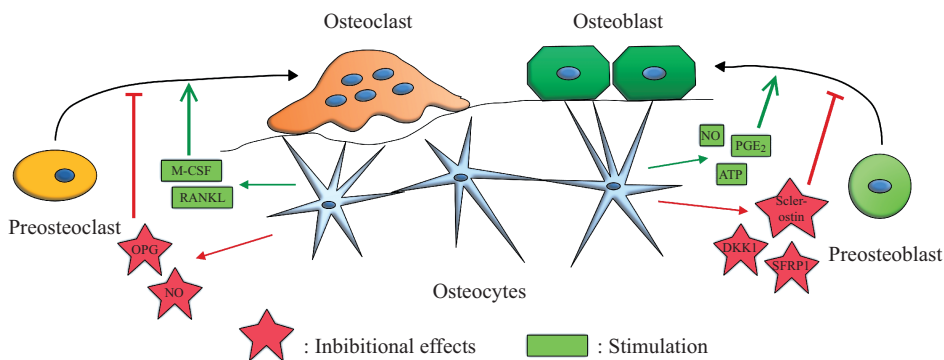 Osteoclast
Osteoblast
NO
PGE2
M-CSF
RANKL
ATP
Scler-
ostin
Preosteoclast
OPG
DKK1
SFRP1
Preosteoblast
NO
Osteocytes
: Inbibitional effects
: Stimulation